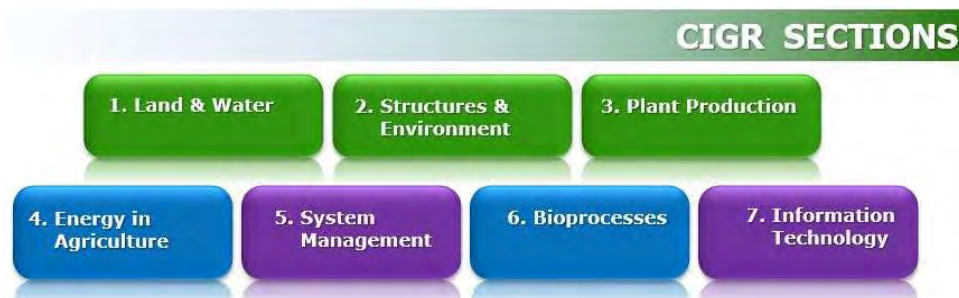 CIGR SECTIONS
1. Land & Water
2. Structures &
Environment
3. Plant Production
4. Energy in
Agriculture
5. System
Management
6. Bioprocesses
7. Information
Technology